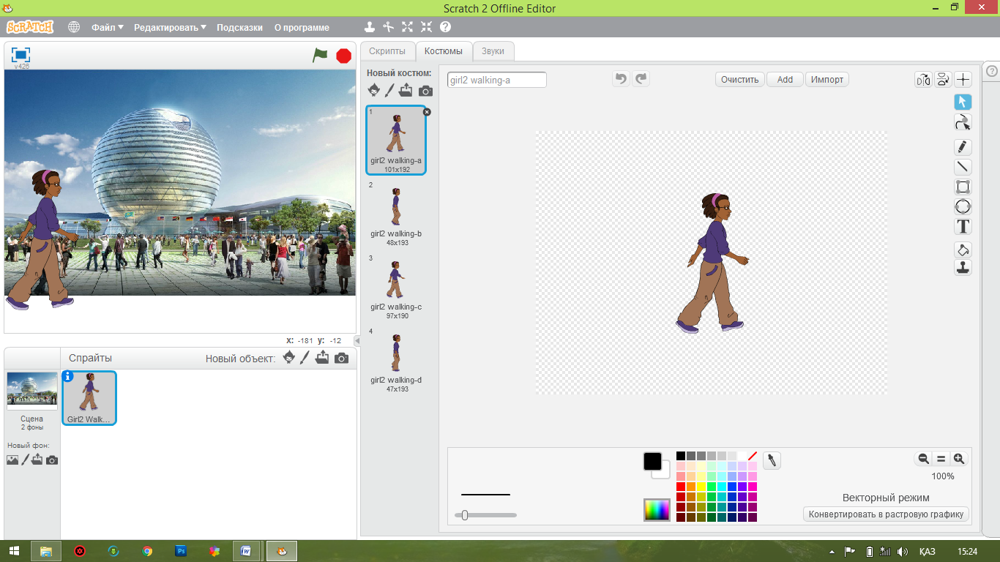 Scratch 2 Offline Editor
SCRATCH
Файл
Редактировать
Подсказки
О программе
v426
Скрипты
Костюмы
Звуки
Новый костюм:
girl2 walking-a
Очистить
Add
Импорт
1
girl2 walking-a
101x192
2
girl2 walking-b
48x193
3
girl2 walking-c
97x190
4
girl2 walking-d
47x193
x: -181 y: -12
Спрайты
Новый объект:
Сцена
2 фоны
Новый фон:
Girl2 Walk...
T
100%
Векторный режим
Конвертировать в растровую графику
Ps
W
ҚАЗ
15:24